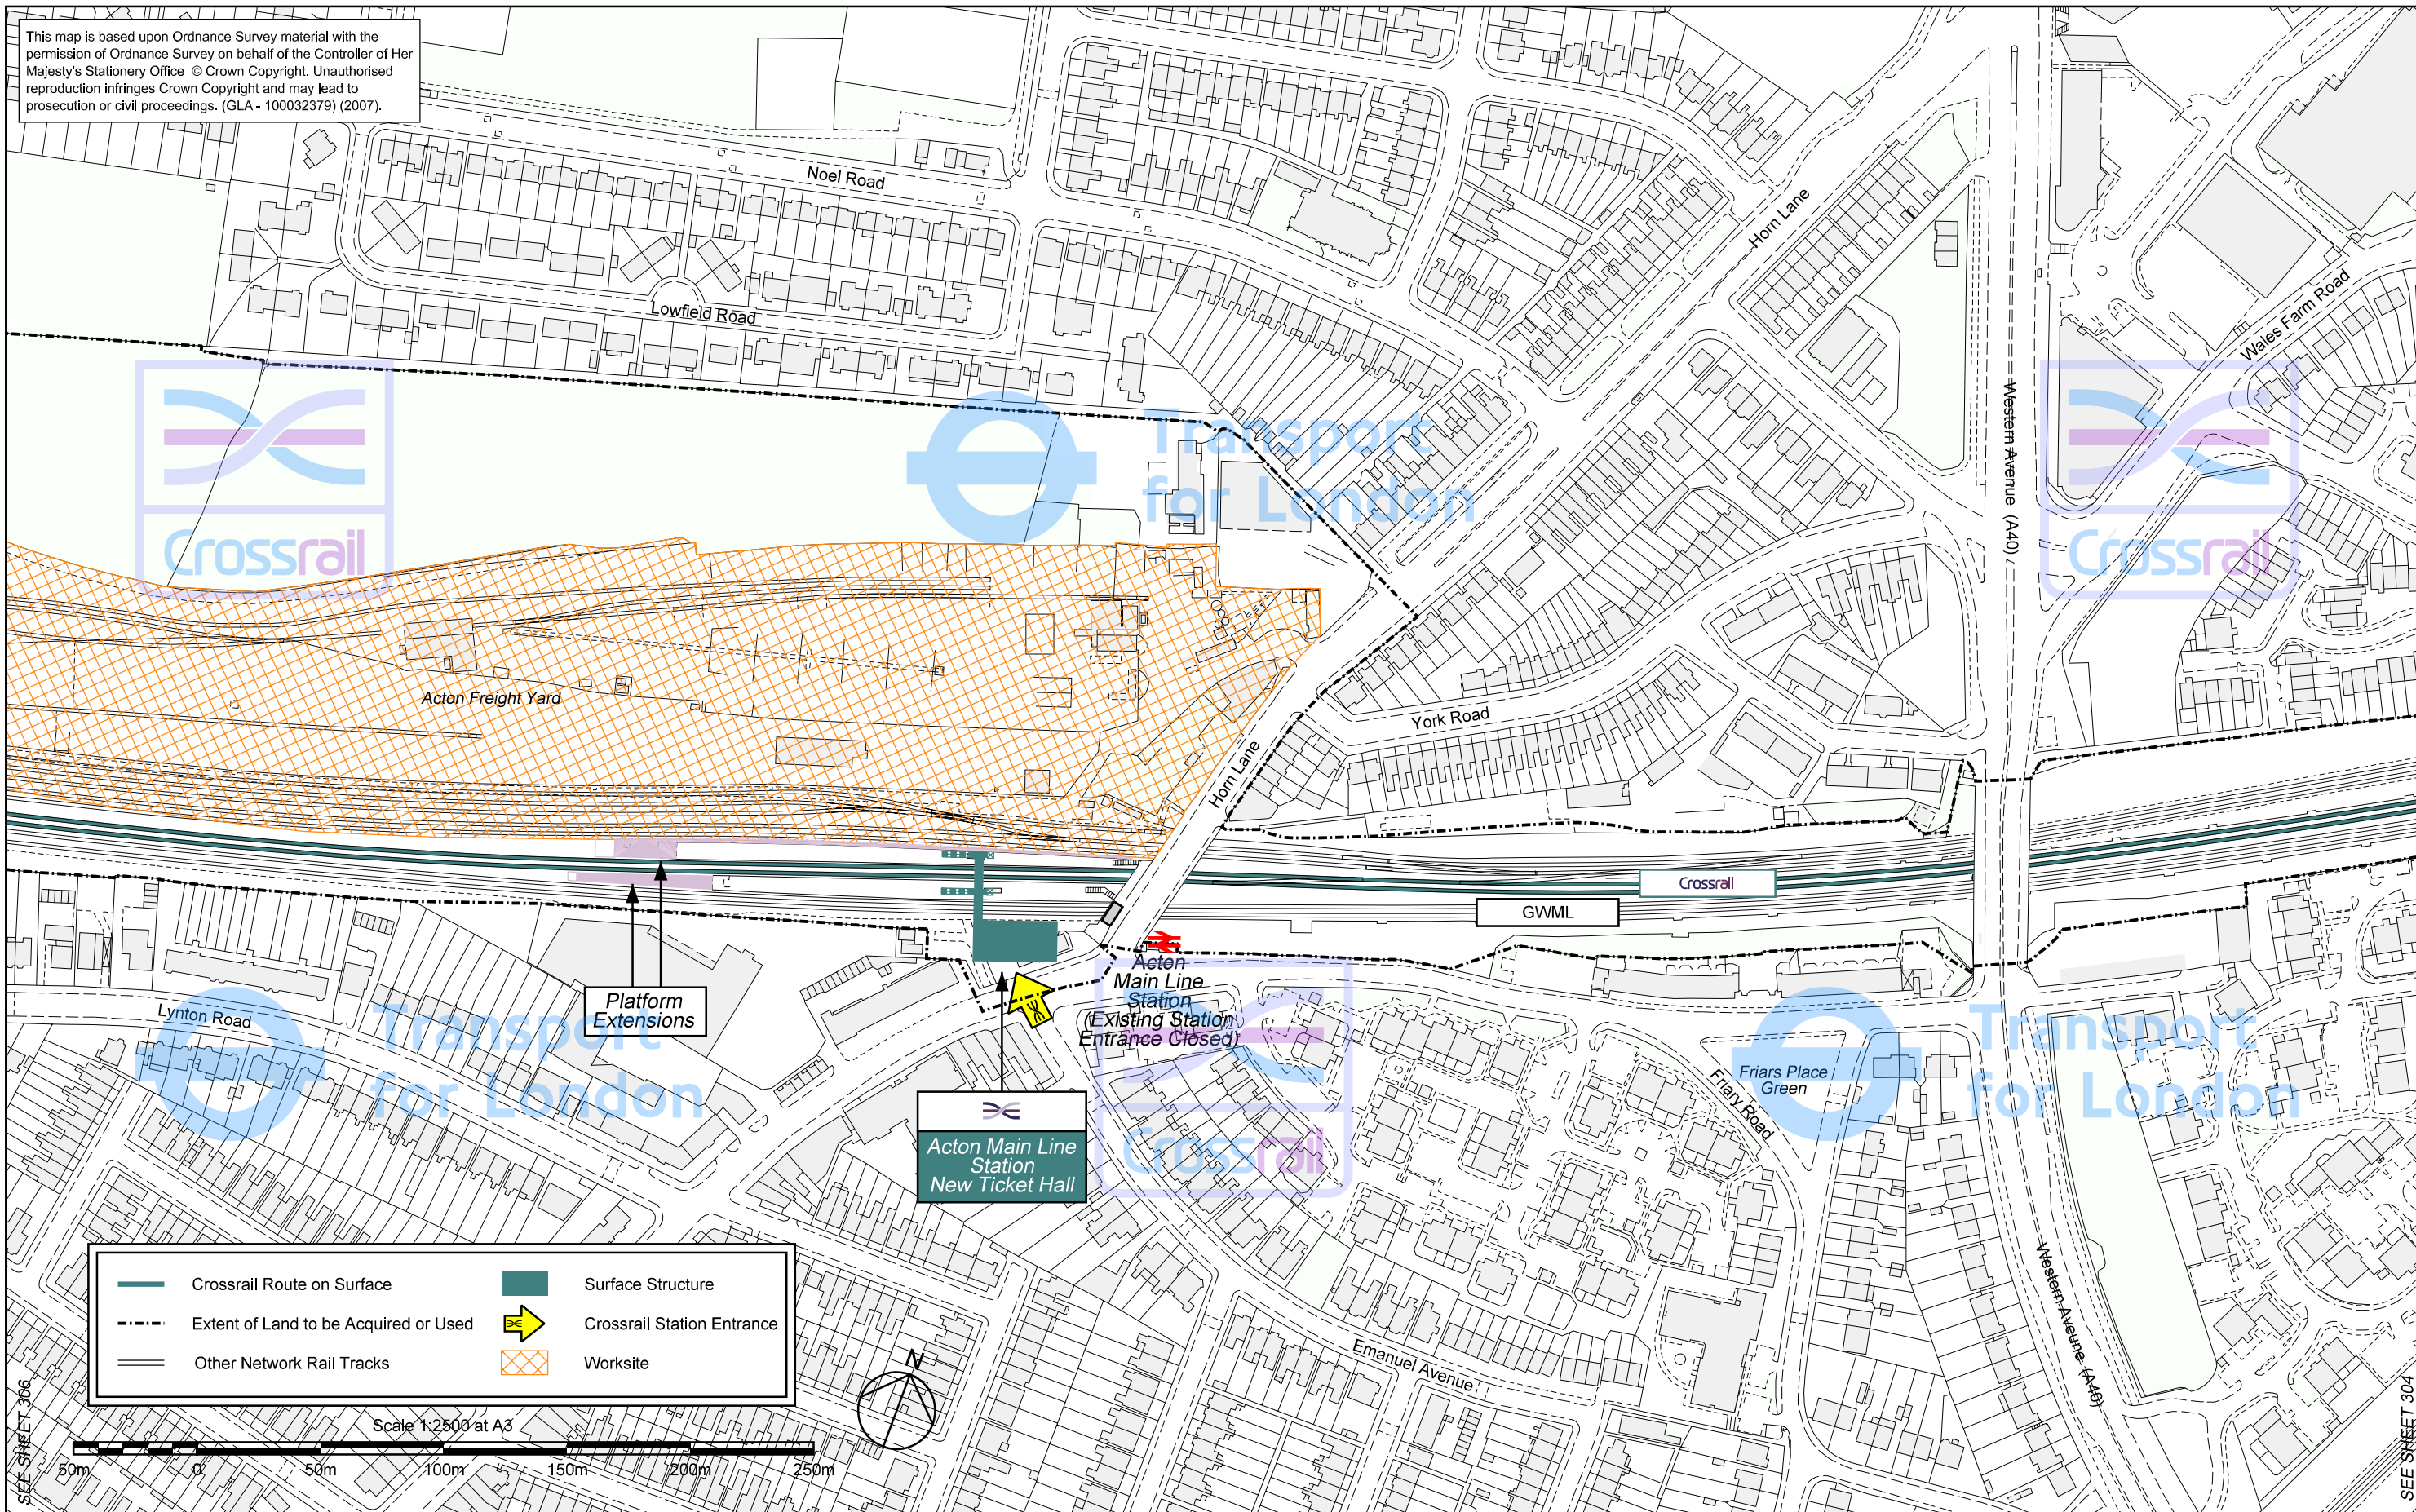 This map is based upon Ordnance Survey material with the
permission of Ordnance Survey on behalf of the Controller of Her
Majesty's Stationery Office © Crown Copyright. Unauthorised
reproduction infringes Crown Copyright and may lead to
prosecution or civil proceedings. (GLA - 100032379) (2007).
Noel Road
Horn Lane
Lowfield Road
Wales Farm Road
Western Avenue (A40)
Transport
for London
Crossrail
Crossrail
Acton Freight Yard
York Road
Horn Lane
Crossrail
GWML
Platform
Extensions
Acton
Main Line
Station
(Existing Station
Entrance Closed)
Lynton Road
Transport
for London
Transport
for London
Crossrail
Friars Place
Green
Friary Road
Acton Main Line
Station
New Ticket Hall
Western Aveune (A40)
Emanuel Avenue
Crossrail Route on Surface
Surface Structure
Extent of Land to be Acquired or Used
Crossrail Station Entrance
Other Network Rail Tracks
Worksite
N
Scale 1:2500 at A3
50m
0
50m
100m
150m
200m
250m
SEE SHEET 306
SEE SHEET 304